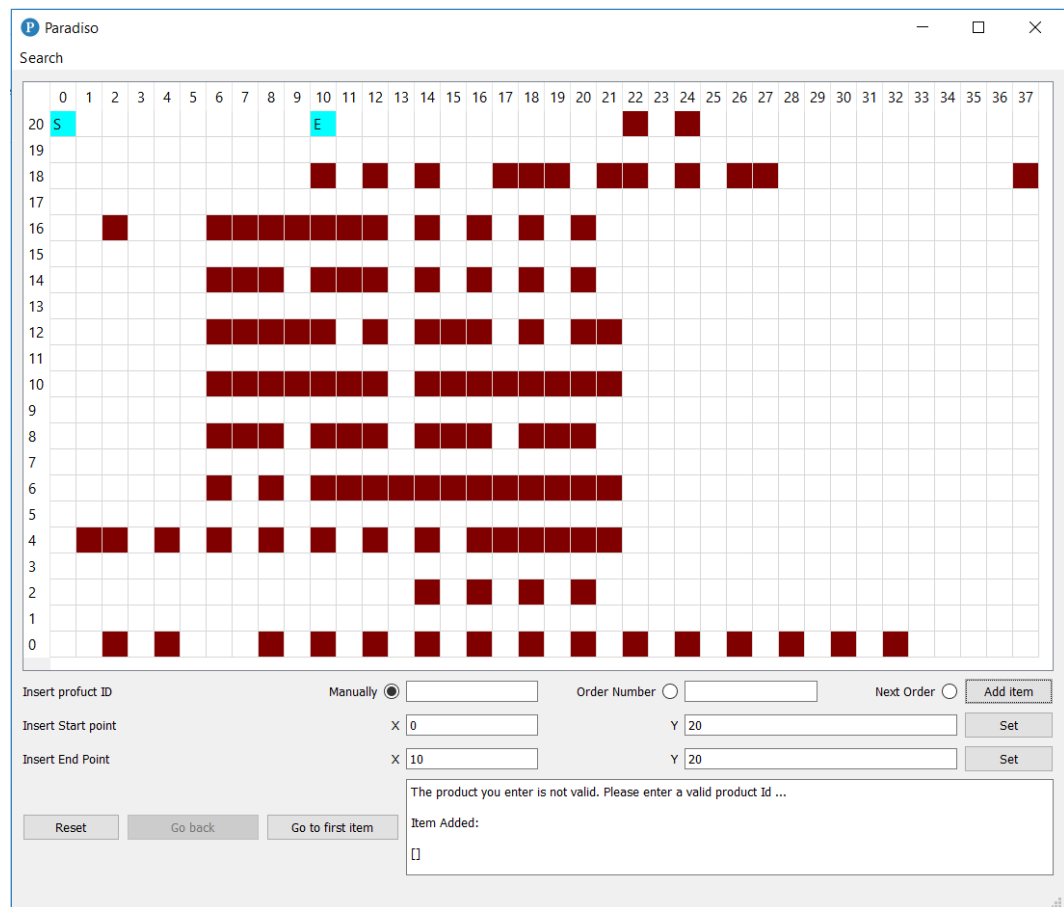 P Paradiso
Search
0 1 2 3 4 5 6 7 8 9 10 11 12 13 14 15 16 17 18 19 20 21 22 23 24 25 26 27 28 29 30 31 32 33 34 35 36 37
20 S E
19
18
17
16
15
14
13
12
11
10
9
8
7
6
5
4
3
2
1
0
Insert profuct ID Manually Order Number Next Order Add item
Insert Start point X 0 Y 20 Set
Insert End Point X 10 Y 20 Set
The product you enter is not valid. Please enter a valid product Id ...
Item Added:
Reset Go back Go to first item
[]